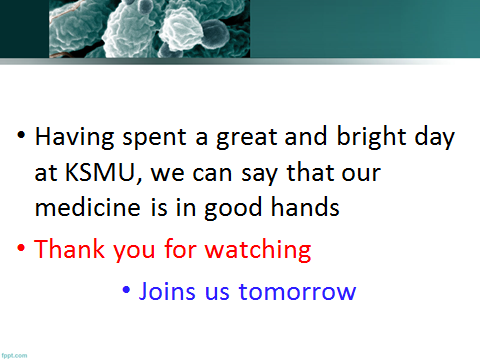 • Having spent a great and bright day
at KSMU, we can say that our
medicine is in good hands
• Thank you for watching
• Joins us tomorrow
fppt.com